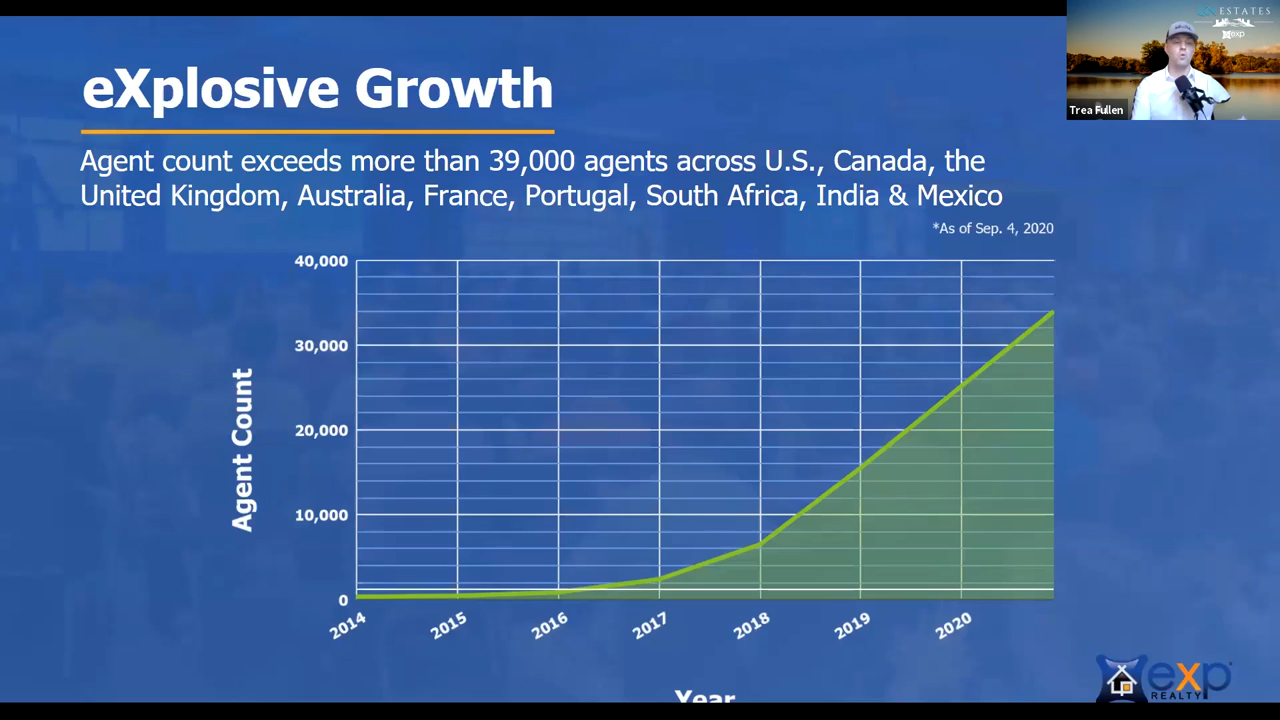 eXplosive Growth
Agent count exceeds more than 39,000 agents across U.S., Canada, the
United Kingdom, Australia, France, Portugal, South Africa, India & Mexico
*As of Sep. 4, 2020
ESTATES
exp
Trea Fullen
Agent Count
40,000
30,000
20,000
10,000
0
2014
2015
2016
2017
2018
2019
2020
Year
exp
REALTY